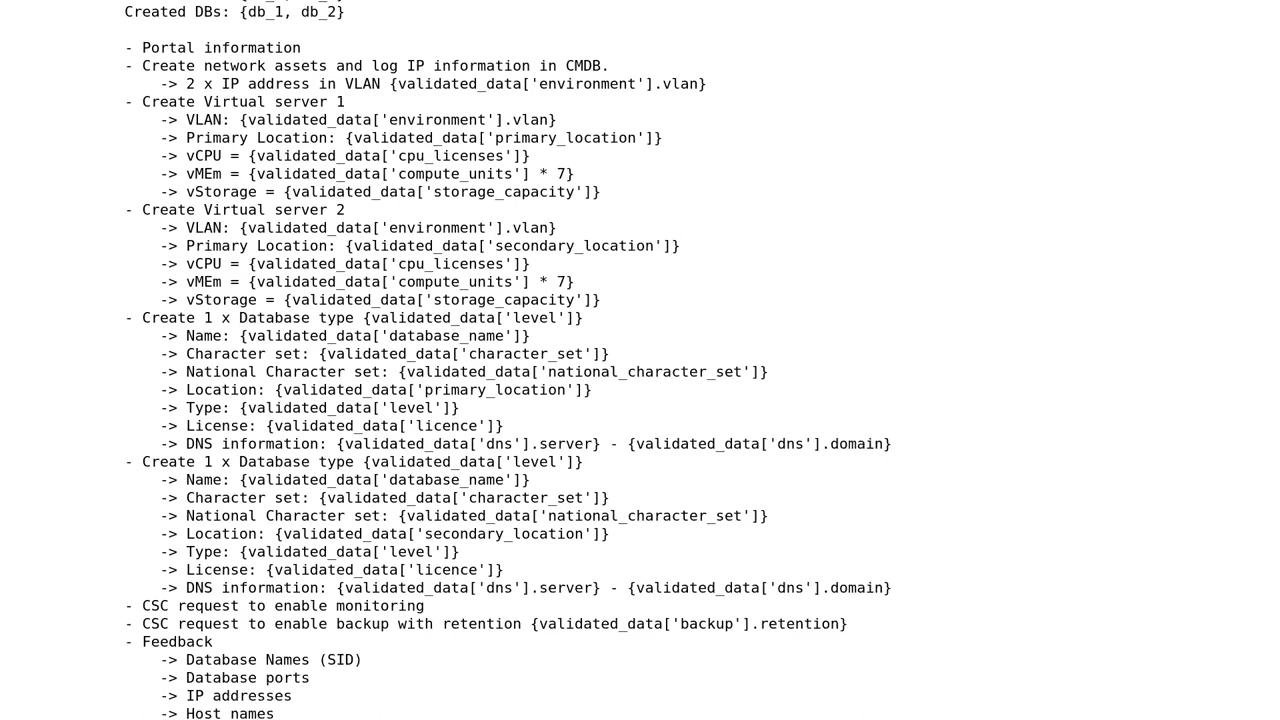 Created DBs: {db_1, db_2}
- Portal information
- Create network assets and log IP information in CMDB.
-> 2 x IP address in VLAN {validated_data['environment'].vlan}
- Create Virtual server 1
-> VLAN: {validated_data['environment'].vlan}
-> Primary Location: {validated_data['primary_location']}
-> vCPU = {validated_data['cpu_licenses']}
-> vMEm = {validated_data['compute_units'] * 7}
-> vStorage = {validated_data['storage_capacity']}
- Create Virtual server 2
-> VLAN: {validated_data['environment'].vlan}
-> Primary Location: {validated_data['secondary_location']}
-> vCPU = {validated_data['cpu_licenses']}
-> vMEm = {validated_data['compute_units'] * 7}
-> vStorage = {validated_data['storage_capacity']}
- Create 1 x Database type {validated_data['level']}
-> Name: {validated_data['database_name']}
-> Character set: {validated_data['character_set']}
-> National Character set: {validated_data['national_character_set']}
-> Location: {validated_data['primary_location']}
-> Type: {validated_data['level']}
-> License: {validated_data['licence']}
-> DNS information: {validated_data['dns'].server} - {validated_data['dns'].domain}
- Create 1 x Database type {validated_data['level']}
-> Name: {validated_data['database_name']}
-> Character set: {validated_data['character_set']}
-> National Character set: {validated_data['national_character_set']}
-> Location: {validated_data['secondary_location']}
-> Type: {validated_data['level']}
-> License: {validated_data['licence']}
-> DNS information: {validated_data['dns'].server} - {validated_data['dns'].domain}
- CSC request to enable monitoring
- CSC request to enable backup with retention {validated_data['backup'].retention}
- Feedback
-> Database Names (SID)
-> Database ports
-> IP addresses
-> Host names